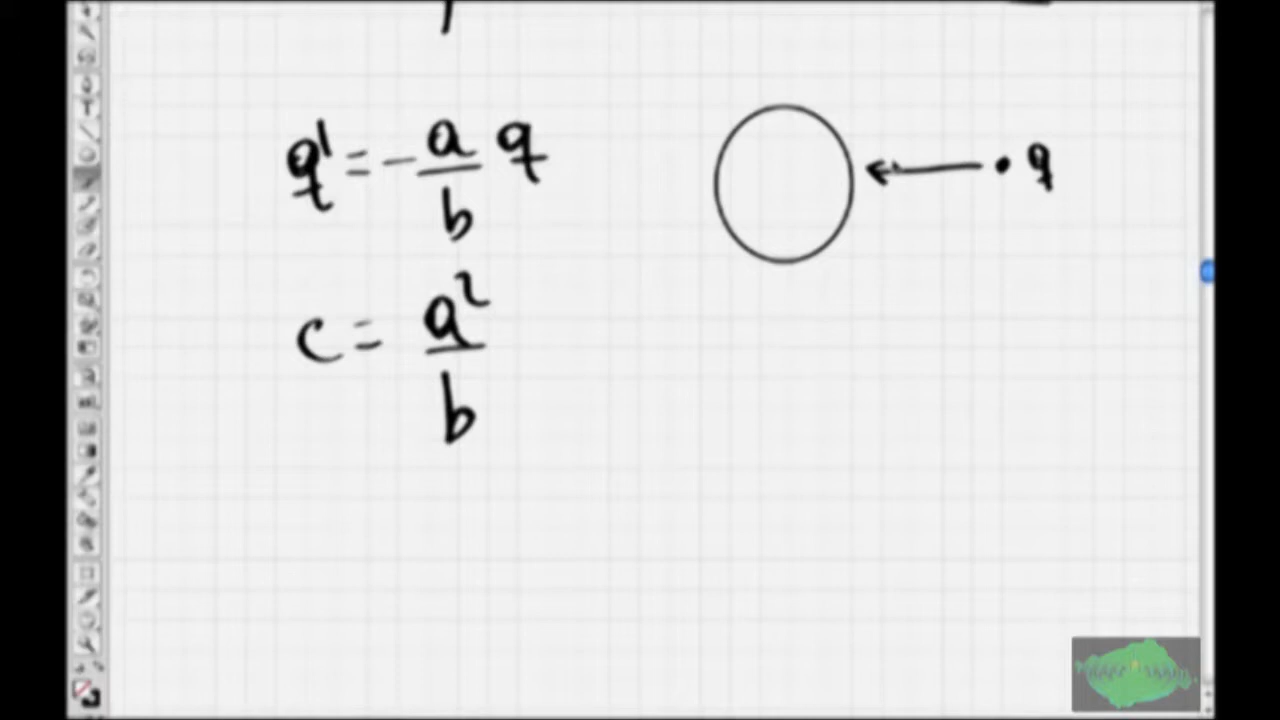 q' = - a/b q
q
c = a²/b